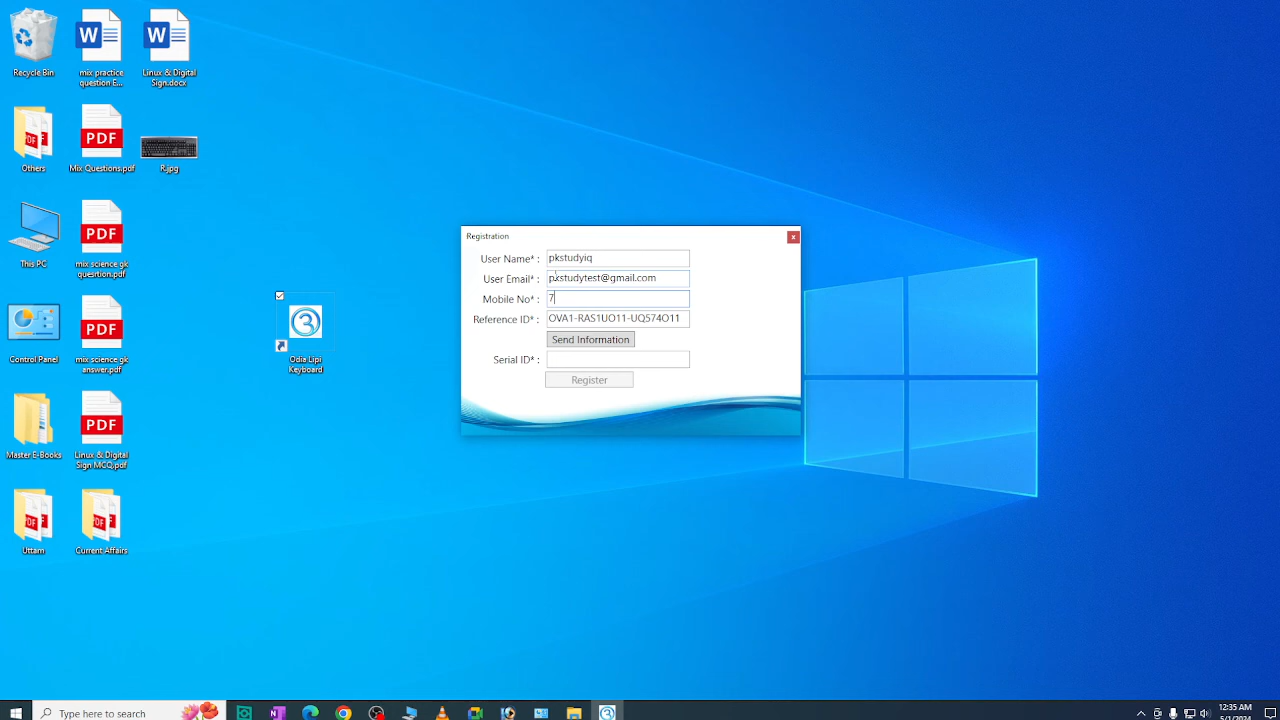 Recycle Bin
mix practice
question E...
Linux & Digital
Sign.docx
Others
Mix Questions.pdf
R.jpg
This PC
mix science gk
quesrtion.pdf
Control Panel
mix science gk
answer.pdf
Master E-Books
Linux & Digital
Sign MCQ.pdf
Uttam
Current Affairs
Odia Lipi
Keyboard
Registration
User Name* : pkstudyiq
User Email* : pkstudytest@gmail.com
Mobile No* : 7
Reference ID* : OVA1-RAS1UO11-UQ574O11
Send Information
Serial ID* :
Register
Type here to search
12:35 AM
5/1/2024